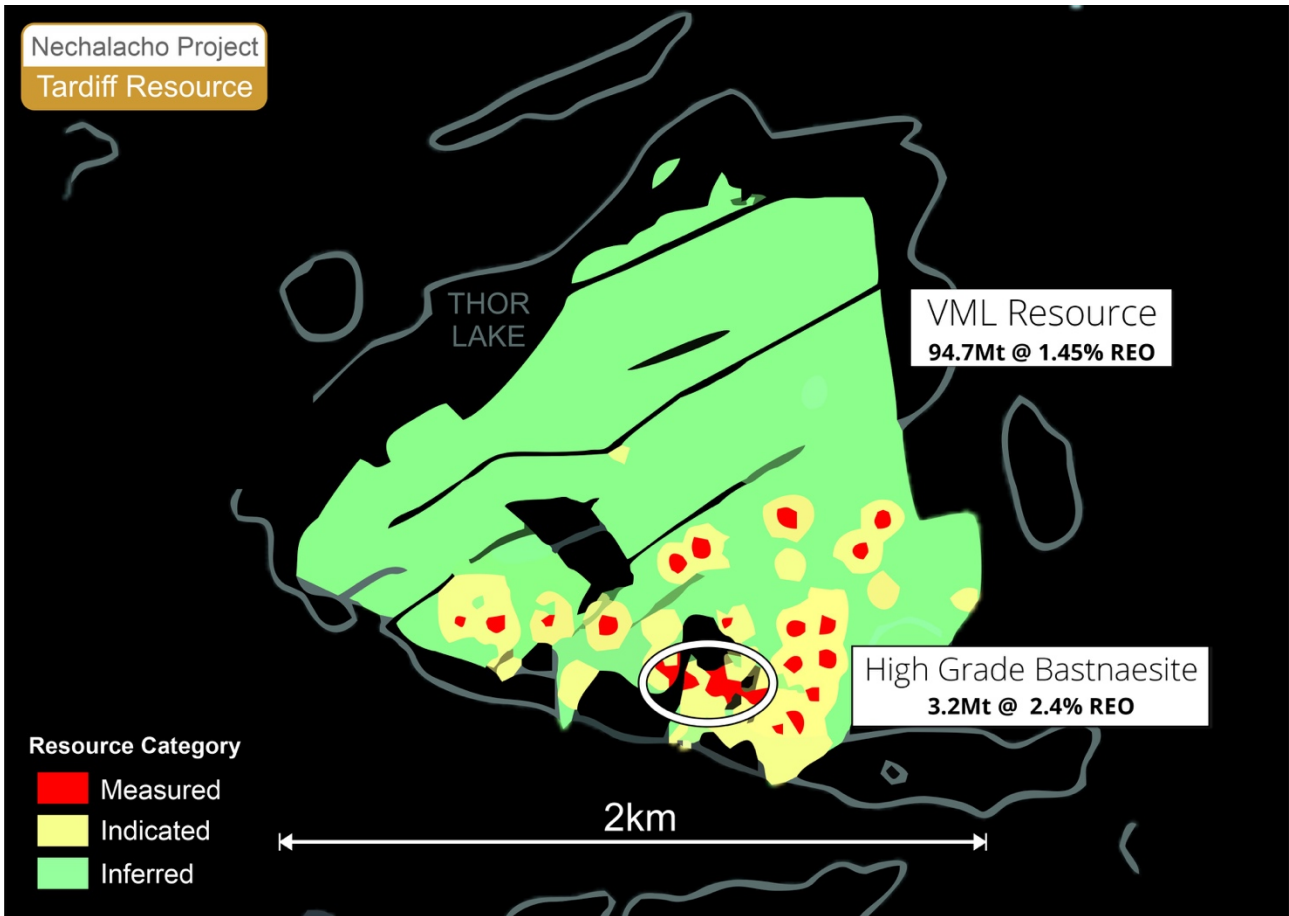 Nechalacho Project
Tardiff Resource
THOR
LAKE
VML Resource
94.7Mt @ 1.45% REO
High Grade Bastnaesite
3.2Mt @ 2.4% REO
Resource Category
Measured
Indicated
Inferred
2km